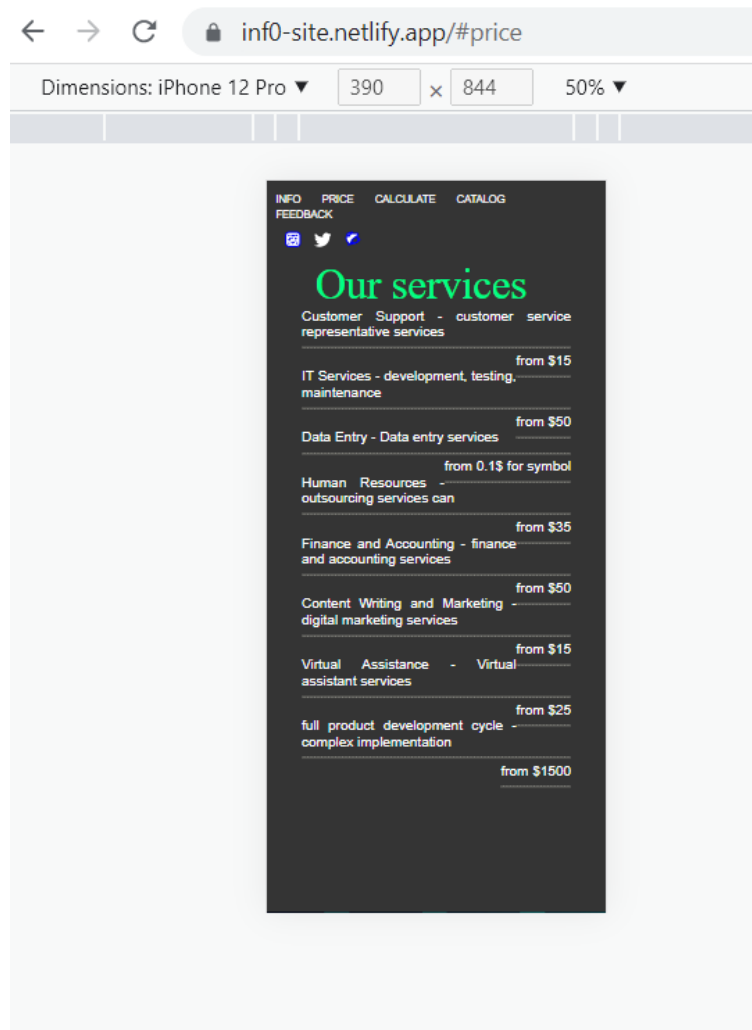 inf0-site.netlify.app/#price
Dimensions: iPhone 12 Pro ▼ 390 × 844 50% ▼
INFO PRICE CALCULATE CATALOG
FEEDBACK
Our services
Customer Support - customer service
representative services
from $15
IT Services - development, testing,
maintenance
from $50
Data Entry - Data entry services
from 0.1$ for symbol
Human Resources -
outsourcing services can
from $35
Finance and Accounting - finance
and accounting services
from $50
Content Writing and Marketing -
digital marketing services
from $15
Virtual Assistance - Virtual
assistant services
from $25
full product development cycle -
complex implementation
from $1500